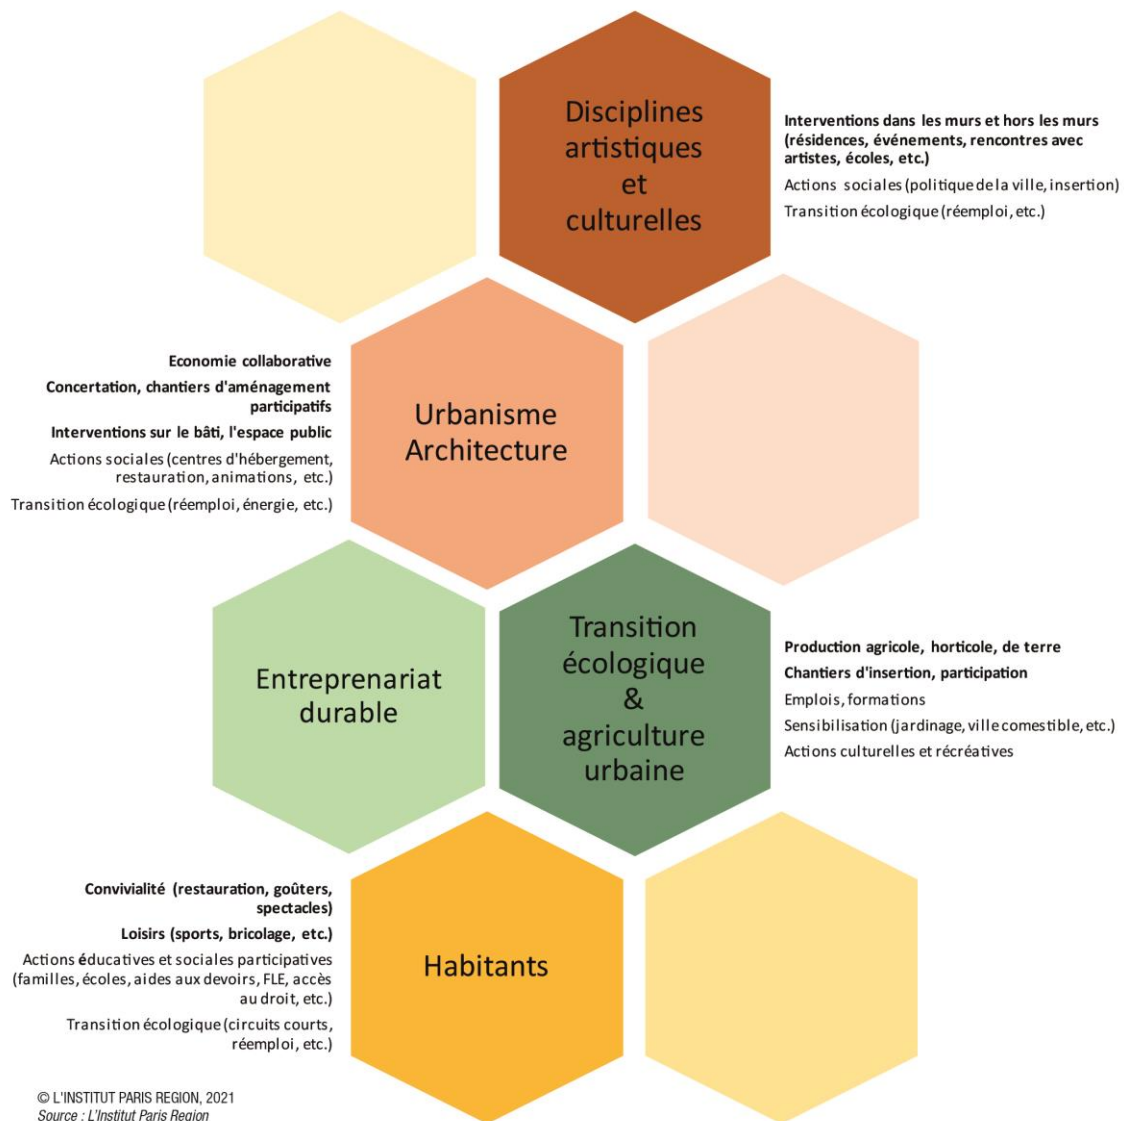 Disciplines
artistiques
et
culturelles
Interventions dans les murs et hors les murs
(résidences, événements, rencontres avec
artistes, écoles, etc.)
Actions sociales (politique de la ville, insertion)
Transition écologique (réemploi, etc.)
Economie collaborative
Concertation, chantiers d'aménagement
participatifs
Interventions sur le bâti, l'espace public
Actions sociales (centres d'hébergement,
restauration, animations, etc.)
Transition écologique (réemploi, énergie, etc.)
Urbanisme
Architecture
Entreprenariat
durable
Transition
écologique
&
agriculture
urbaine
Production agricole, horticole, de terre
Chantiers d'insertion, participation
Emplois, formations
Sensibilisation (jardinage, ville comestible, etc.)
Actions culturelles et récréatives
Convivialité (restauration, goûters,
spectacles)
Loisirs (sports, bricolage, etc.)
Actions éducatives et sociales participatives
(familles, écoles, aides aux devoirs, FLE, accès
au droit, etc.)
Transition écologique (circuits courts,
réemploi, etc.)
Habitants
© L'INSTITUT PARIS REGION, 2021
Source : L'Institut Paris Region